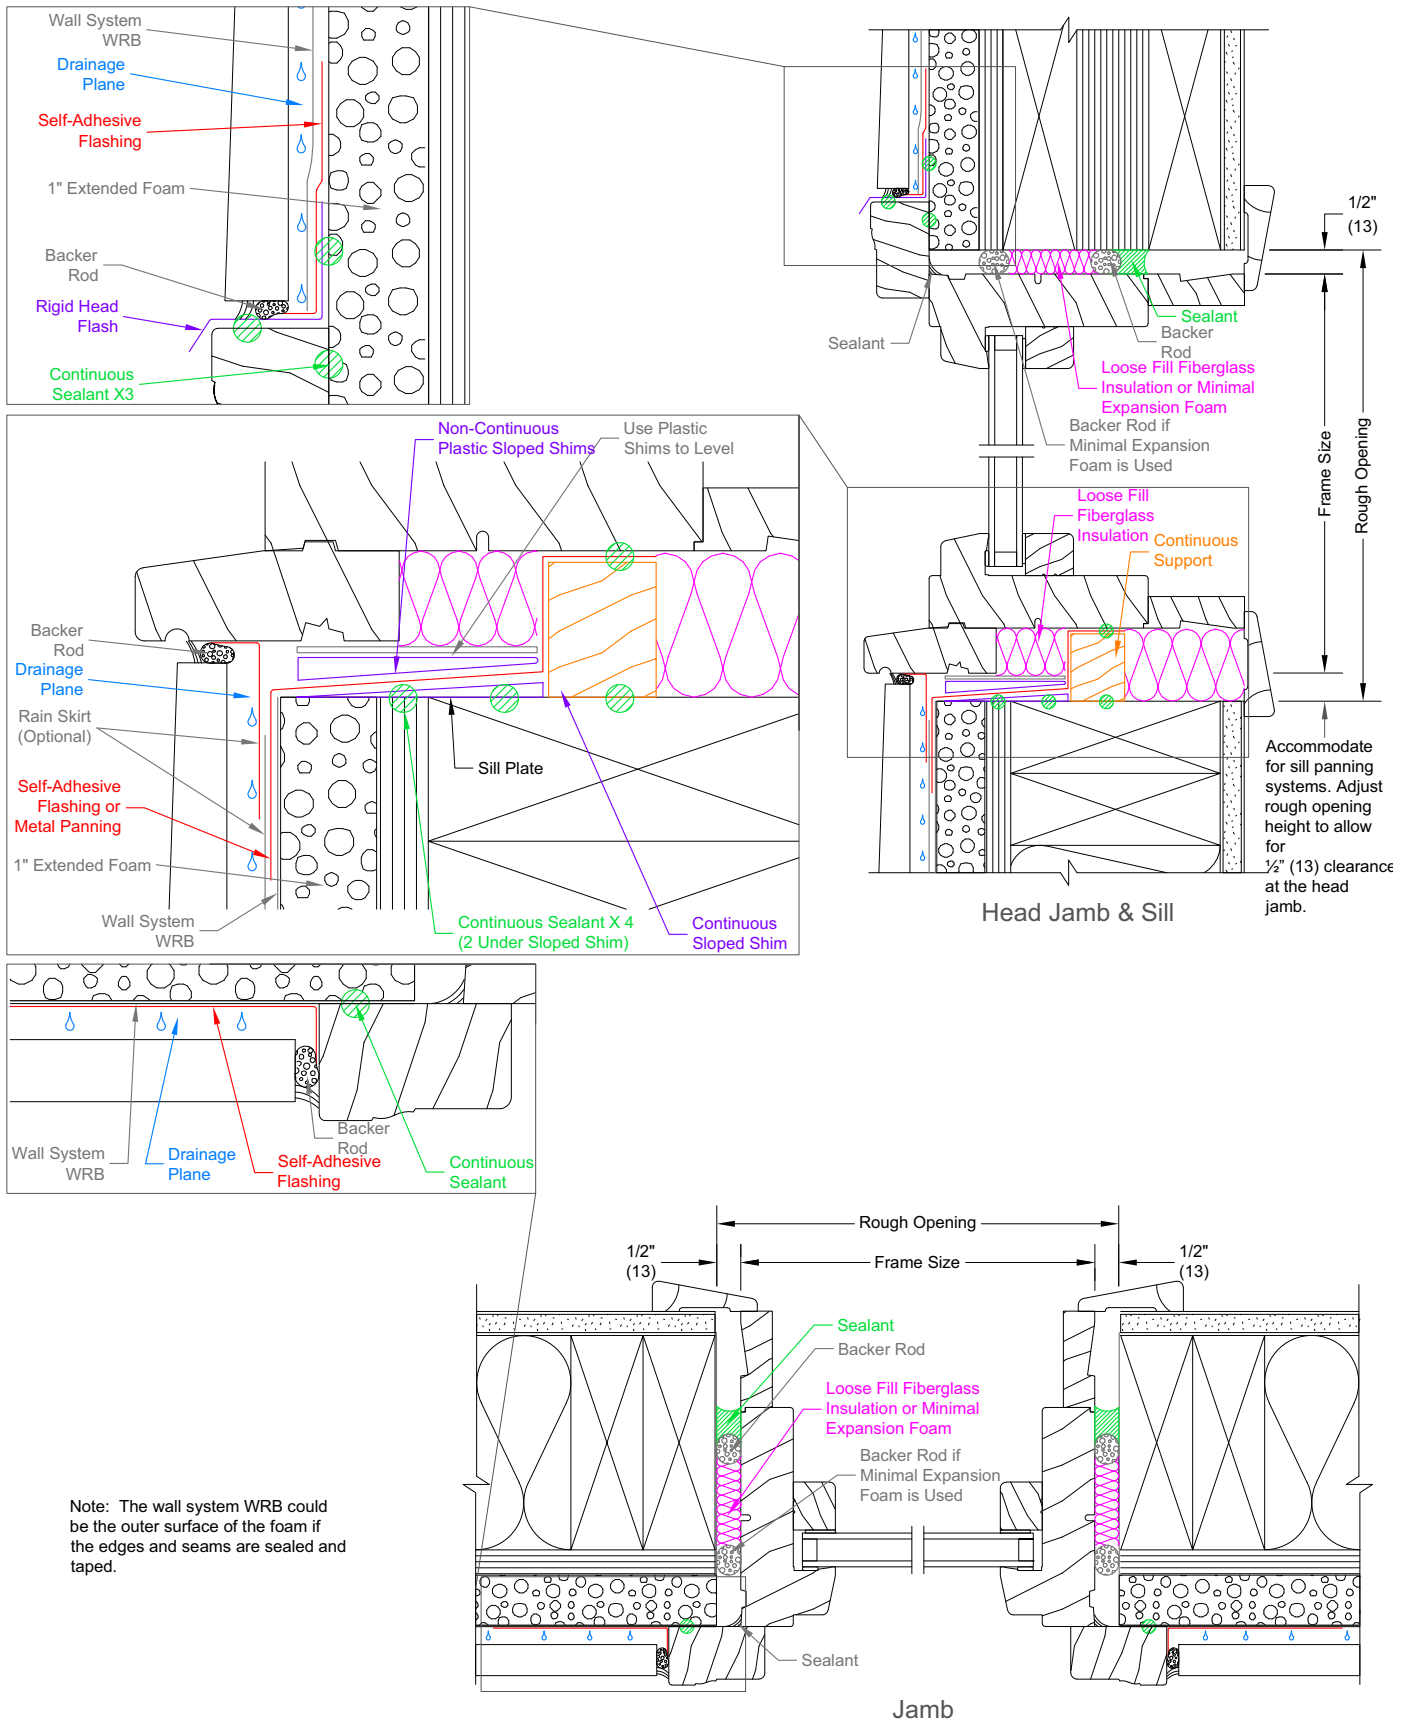 Wall System
WRB
Drainage
Plane
Self-Adhesive
Flashing
1" Extended Foam
Backer
Rod
Rigid Head
Flash
Continuous
Sealant X3
1/2"
(13)
Sealant
Sealant
Backer
Rod
Loose Fill Fiberglass
Insulation or Minimal
Expansion Foam
Backer Rod if
Minimal Expansion
Foam is Used
Frame Size
Rough Opening
Loose Fill
Fiberglass
Insulation
Continuous
Support
Accommodate
for sill panning
systems. Adjust
rough opening
height to allow
for
½” (13) clearance
at the head
jamb.
Head Jamb & Sill
Non-Continuous
Plastic Sloped Shims
Use Plastic
Shims to Level
Backer
Rod
Drainage
Plane
Rain Skirt
(Optional)
Self-Adhesive
Flashing or
Metal Panning
1" Extended Foam
Wall System
WRB
Sill Plate
Continuous Sealant X 4
(2 Under Sloped Shim)
Continuous
Sloped Shim
Wall System
WRB
Drainage
Plane
Self-Adhesive
Flashing
Backer
Rod
Continuous
Sealant
Rough Opening
1/2"
(13)
Frame Size
1/2"
(13)
Sealant
Backer Rod
Loose Fill Fiberglass
Insulation or Minimal
Expansion Foam
Backer Rod if
Minimal Expansion
Foam is Used
Sealant
Note: The wall system WRB could
be the outer surface of the foam if
the edges and seams are sealed and
taped.
Jamb